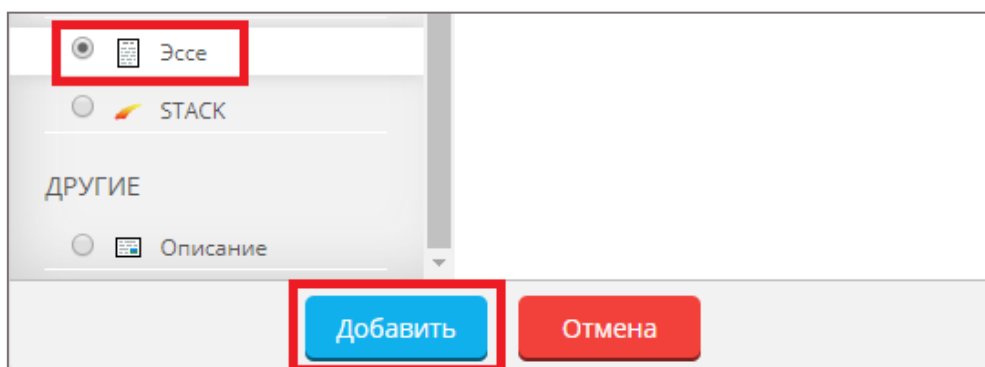 Эссе
STACK
ДРУГИЕ
Описание
Добавить
Отмена